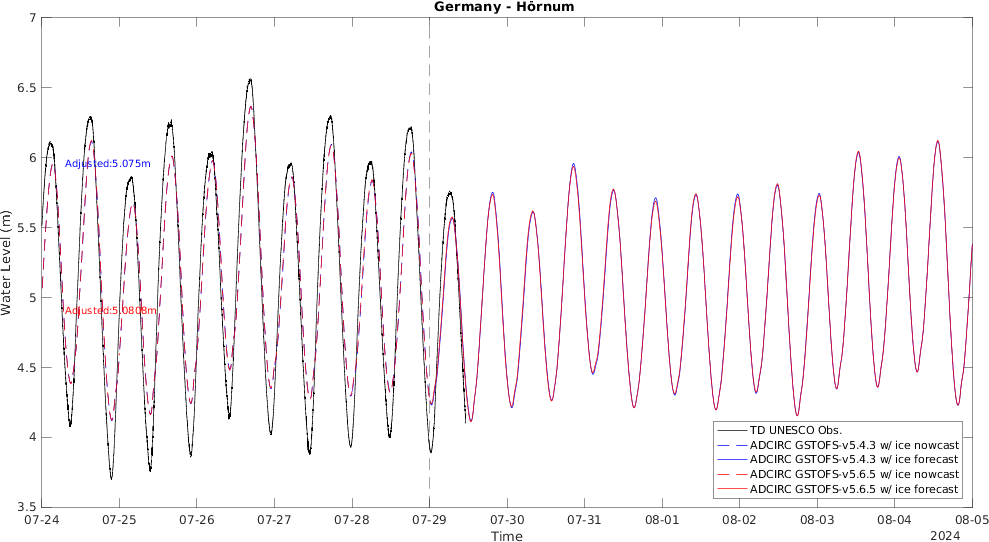 Germany - Hörnum
7
6.5
6
5.5
5
4.5
4
3.5
Water Level (m)
Adjusted:5.075m
Adjusted:5.0808m
TD UNESCO Obs.
ADCIRC GSTOFS-v5.4.3 w/ ice nowcast
ADCIRC GSTOFS-v5.4.3 w/ ice forecast
ADCIRC GSTOFS-v5.6.5 w/ ice nowcast
ADCIRC GSTOFS-v5.6.5 w/ ice forecast
07-24 07-25 07-26 07-27 07-28 07-29 07-30 07-31 08-01 08-02 08-03 08-04 08-05
Time
2024